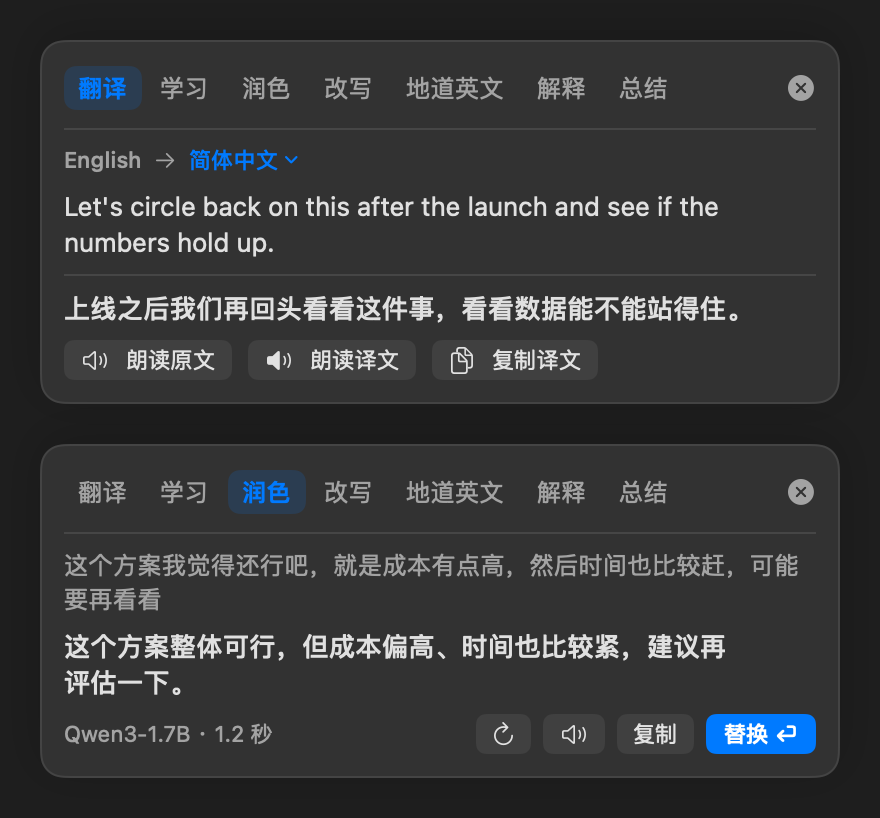 翻译 学习 润色 改写 地道英文 解释 总结
English → 简体中文
Let's circle back on this after the launch and see if the
numbers hold up.
上线之后我们再回头看看这件事，看看数据能不能站得住。
朗读原文 朗读译文 复制译文
翻译 学习 润色 改写 地道英文 解释 总结
这个方案我觉得还行吧，就是成本有点高，然后时间也比较赶，可能
要再看看
这个方案整体可行，但成本偏高、时间也比较紧，建议再
评估一下。
Qwen3-1.7B · 1.2 秒 复制 替换